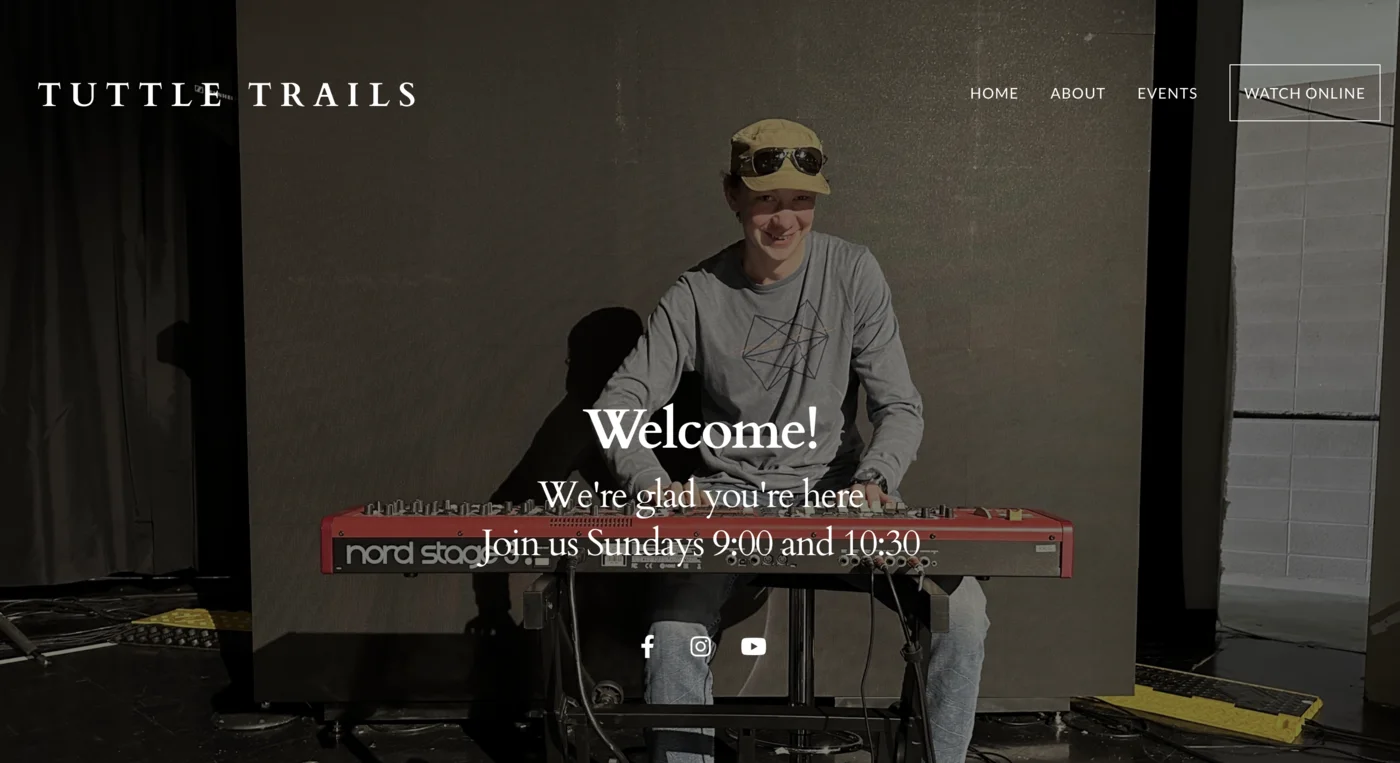 TUTTLE TRAILS
HOME ABOUT EVENTS WATCH ONLINE
Welcome!
We're glad you're here
Join us Sundays 9:00 and 10:30
nord stage